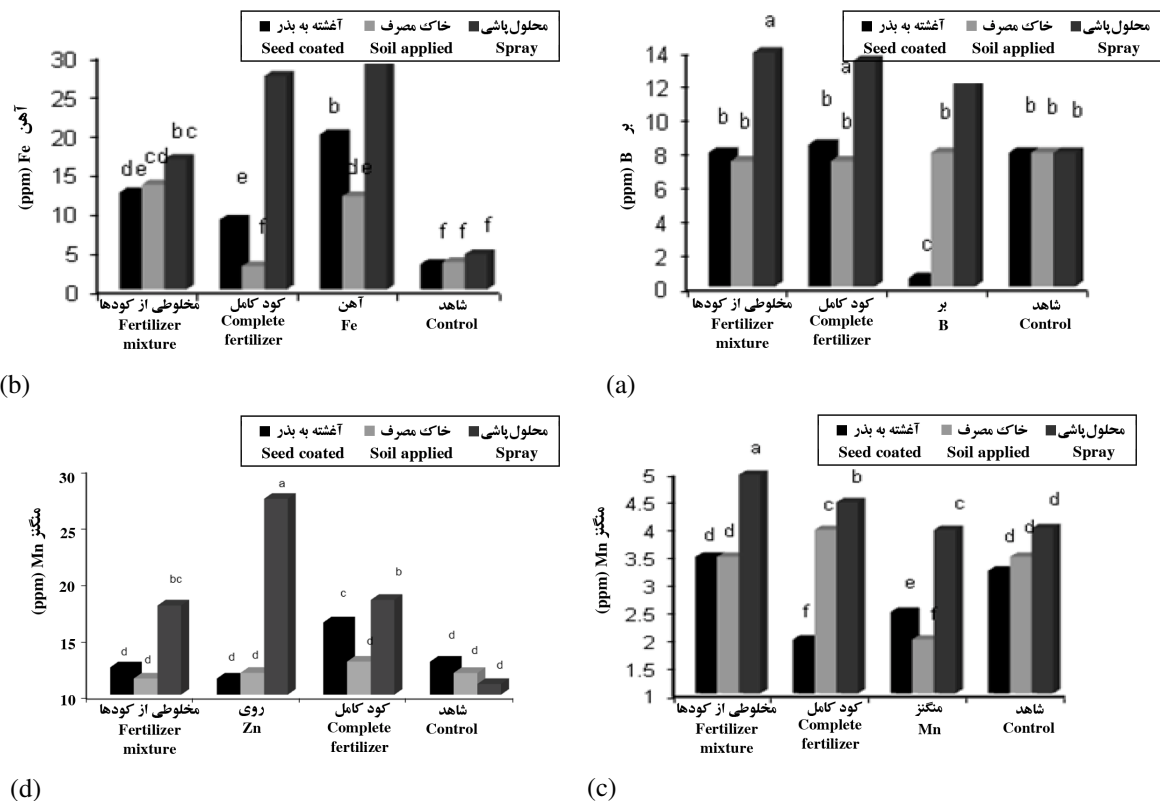 آغشته به بذر خاک مصرف محلول‌پاشی
Seed coated Soil applied Spray
آهن Fe (ppm)
30
25
20
15
10
5
0
d e c d b c e f b d e f f f
مخلوطی از کودها کود کامل آهن شاهد
Fertilizer mixture Complete fertilizer Fe Control
(b)
آغشته به بذر خاک مصرف محلول‌پاشی
Seed coated Soil applied Spray
بر B (ppm)
14
12
10
8
6
4
2
0
b b a b b a c b b b b
مخلوطی از کودها کود کامل بر شاهد
Fertilizer mixture Complete fertilizer B Control
(a)
آغشته به بذر خاک مصرف محلول‌پاشی
Seed coated Soil applied Spray
منگنز Mn (ppm)
30
25
20
15
10
d d bc d d a c d b d d d
مخلوطی از کودها روی کود کامل شاهد
Fertilizer mixture Zn Complete fertilizer Control
(d)
آغشته به بذر خاک مصرف محلول‌پاشی
Seed coated Soil applied Spray
منگنز Mn (ppm)
5
4.5
4
3.5
3
2.5
2
1.5
1
d d a f c b e f c d d d
مخلوطی از کودها کود کامل منگنز شاهد
Fertilizer mixture Complete fertilizer Mn Control
(c)